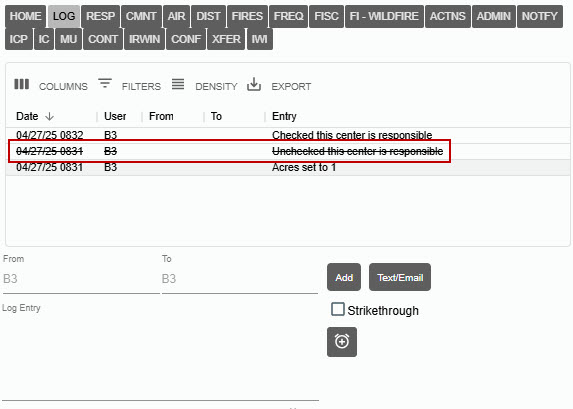 HOME LOG RESP CMNT AIR DIST FIRES FREQ FISC FI - WILDFIRE ACTNS ADMIN NOTFY
ICP IC MU CONT IRWIN CONF XFER IWI
COLUMNS FILTERS DENSITY EXPORT
Date User From To Entry
04/27/25 0832 B3 Checked this center is responsible
04/27/25 0831 B3 Unchecked this center is responsible
04/27/25 0831 B3 Acres set to 1
From To
B3 B3 Add Text/Email
Log Entry Strikethrough